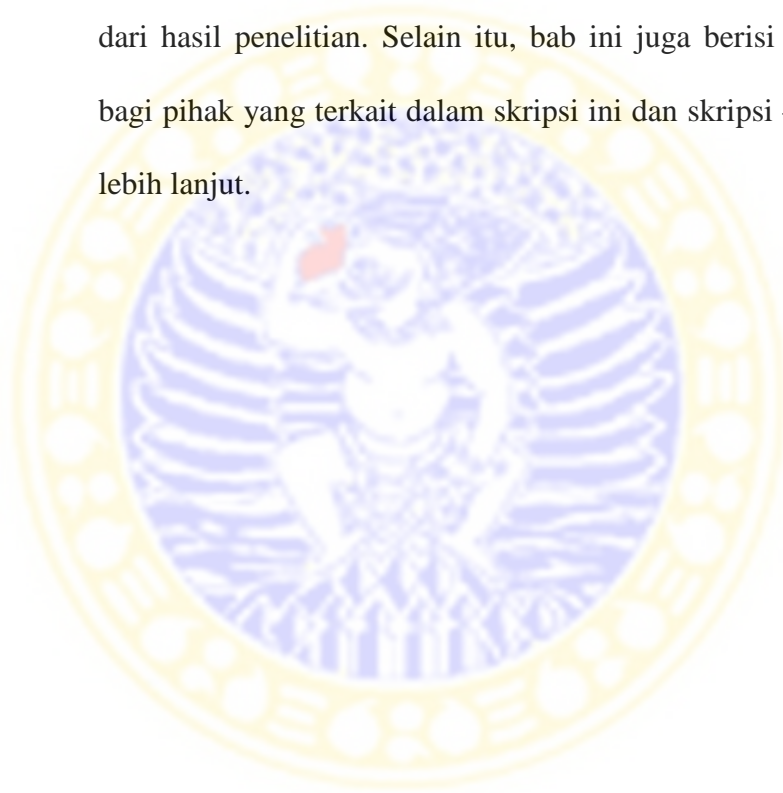 dari hasil penelitian. Selain itu, bab ini juga berisi
bagi pihak yang terkait dalam skripsi ini dan skripsi
lebih lanjut.